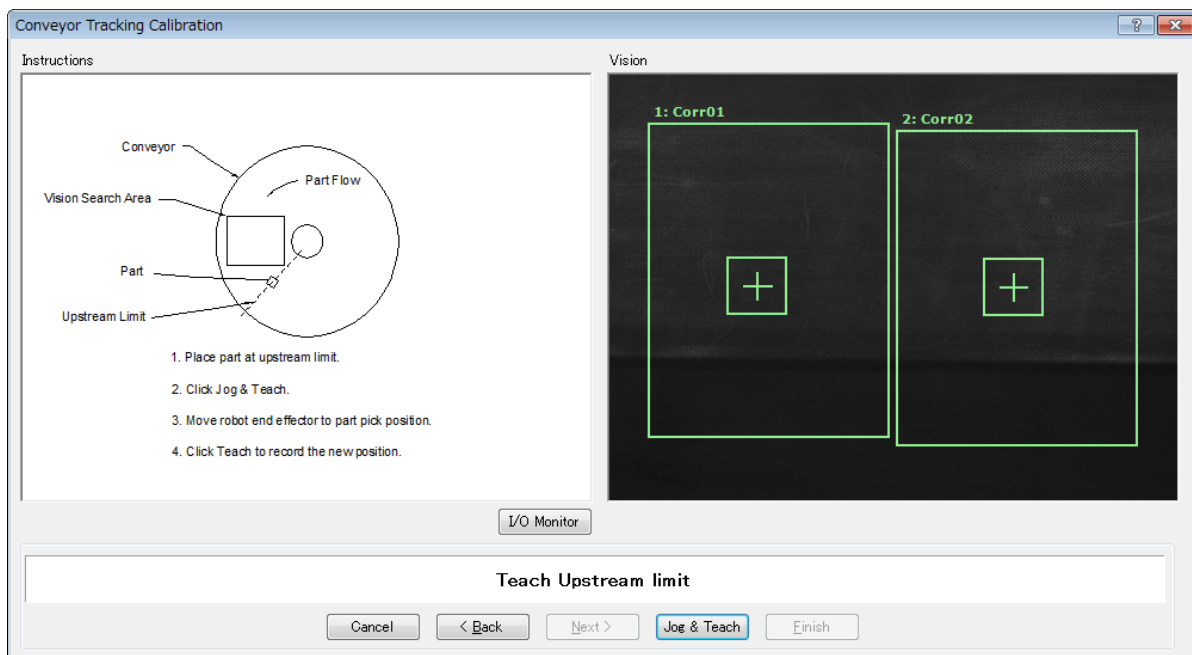 Conveyor Tracking Calibration
Instructions
Vision
Conveyor
Part Flow
Vision Search Area
Part
Upstream Limit
1. Place part at upstream limit.
2. Click Jog & Teach.
3. Move robot end effector to part pick position.
4. Click Teach to record the new position.
1: Corr01
2: Corr02
I/O Monitor
Teach Upstream limit
Cancel
< Back
Next >
Jog & Teach
Finish